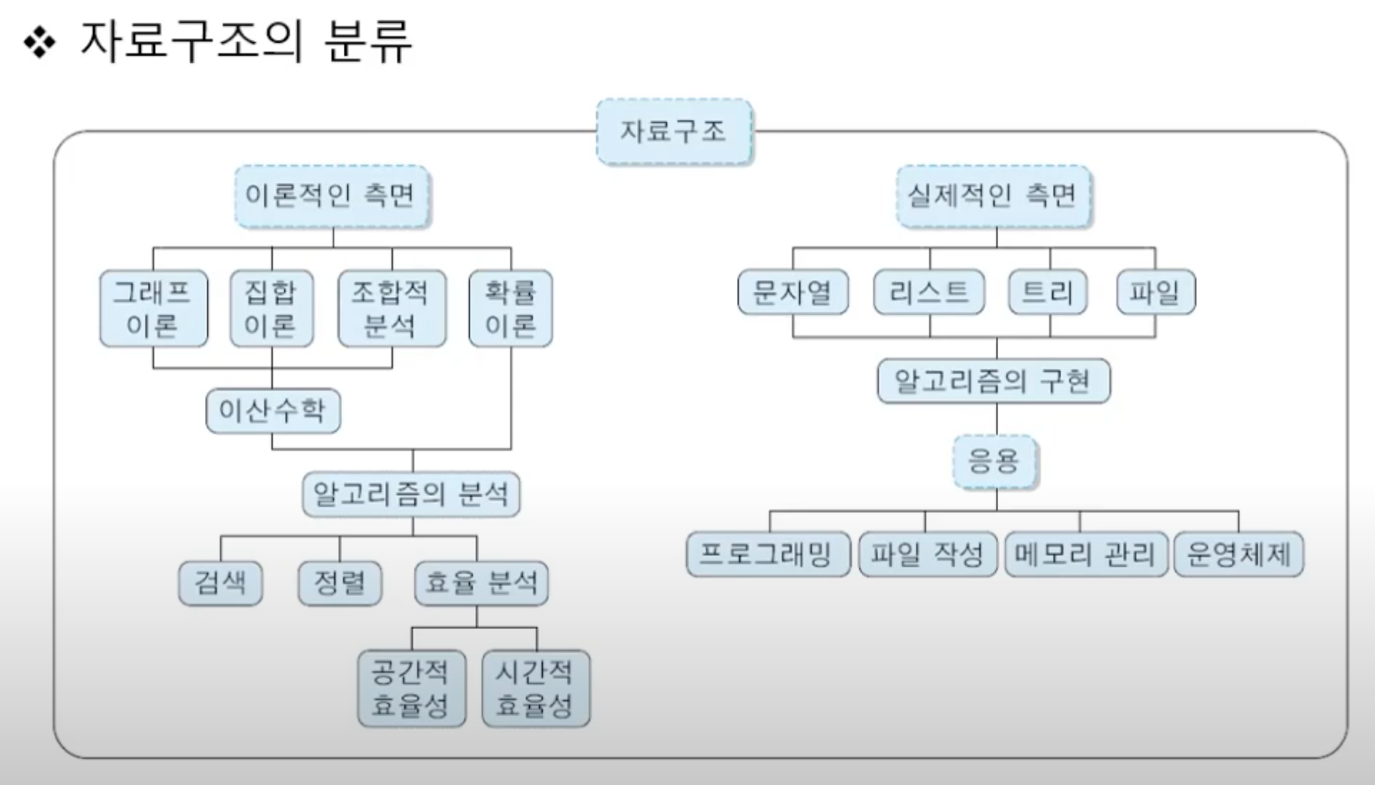 ❖ 자료구조의 분류
자료구조
이론적인 측면
실제적인 측면
그래프
이론
집합
이론
조합적
분석
확률
이론
문자열
리스트
트리
파일
이산수학
알고리즘의 구현
알고리즘의 분석
응용
검색
정렬
효율 분석
프로그래밍
파일 작성
메모리 관리
운영체제
공간적
효율성
시간적
효율성